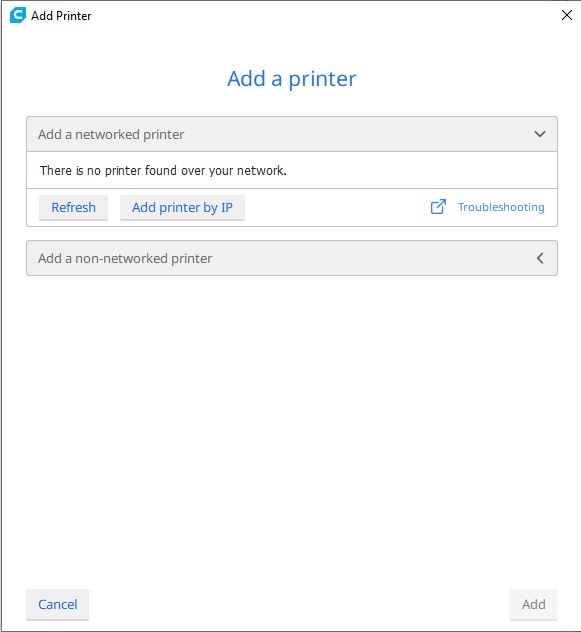 Add Printer
Add a printer
Add a networked printer
There is no printer found over your network.
Refresh Add printer by IP Troubleshooting
Add a non-networked printer
Cancel Add